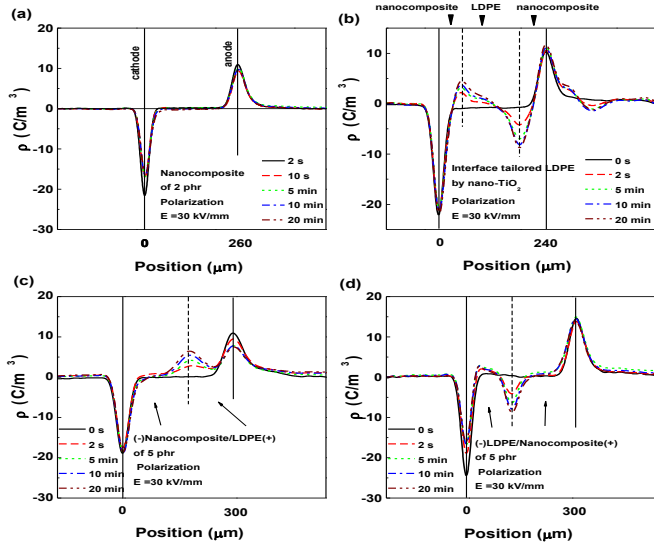 (a)
20
10
0
-10
-20
-30
ρ (C/m³)
cathode
anode
Nanocomposite
of 2 phr
Polarization
E =30 kV/mm
2 s
10 s
5 min
10 min
20 min
0
260
Position (μm)
nanocomposite LDPE nanocomposite
(b)
20
10
0
-10
-20
ρ (C/m³)
Interface tailored LDPE
by nano-TiO₂
Polarization
E =30 kV/mm
0 s
2 s
5 min
10 min
20 min
0
240
Position (μm)
(c)
20
10
0
-10
-20
-30
ρ (C/m³)
0 s
2 s
5 min
10 min
20 min
(-)Nanocomposite/LDPE(+)
of 5 phr
Polarization
E =30 kV/mm
0
300
Position (μm)
(d)
20
10
0
-10
-20
-30
ρ (C/m³)
0 s
2 s
5 min
10 min
20 min
(-)LDPE/Nanocomposite(+)
of 5 phr
Polarization
E =30 kV/mm
0
300
Position (μm)